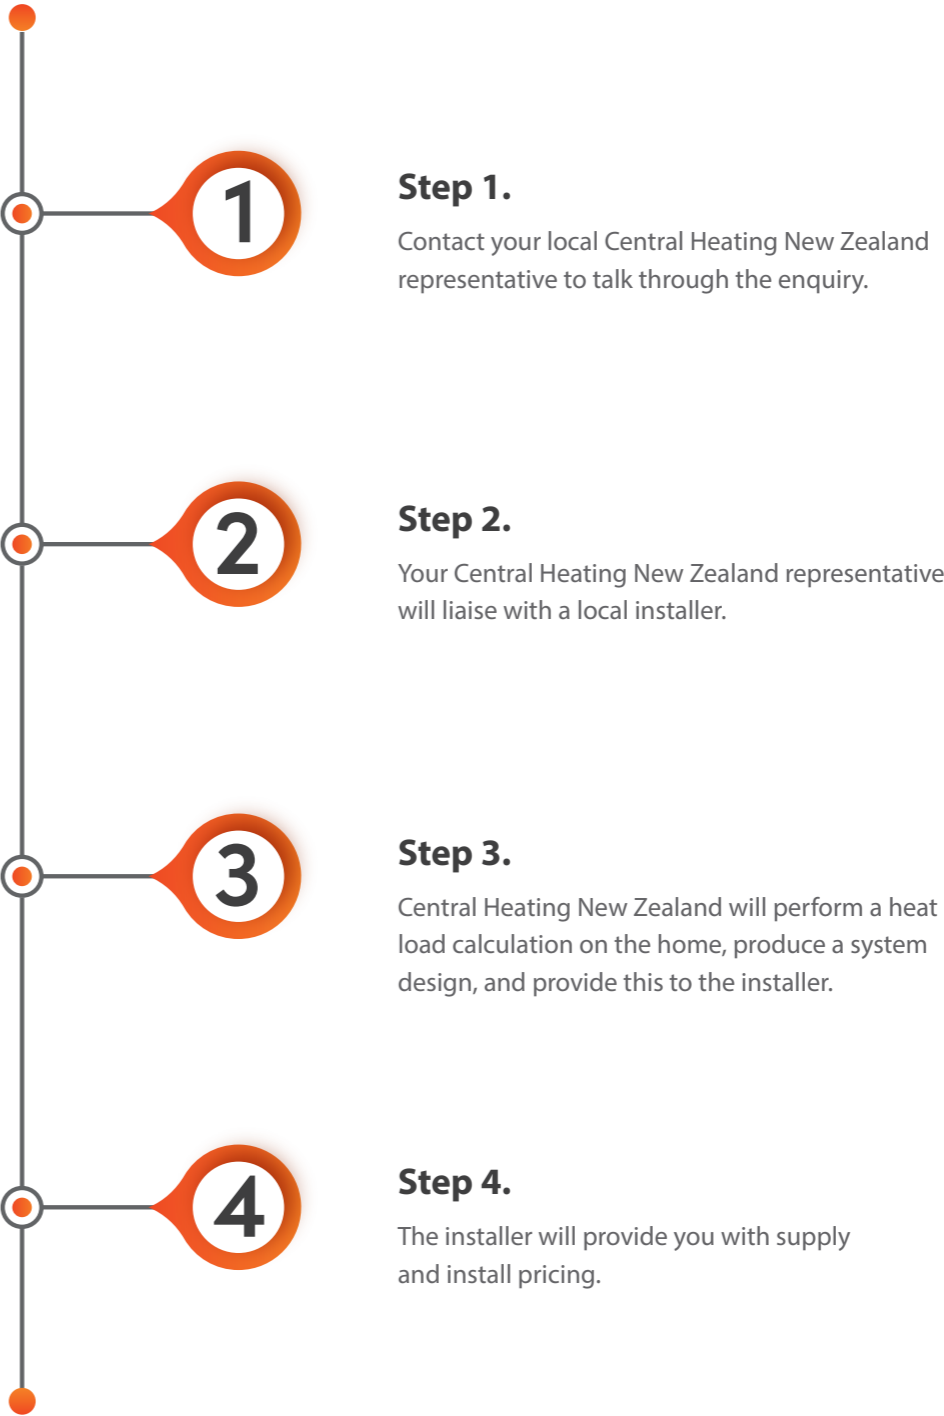 1
Step 1.
Contact your local Central Heating New Zealand
representative to talk through the enquiry.
2
Step 2.
Your Central Heating New Zealand representative
will liaise with a local installer.
3
Step 3.
Central Heating New Zealand will perform a heat
load calculation on the home, produce a system
design, and provide this to the installer.
4
Step 4.
The installer will provide you with supply
and install pricing.